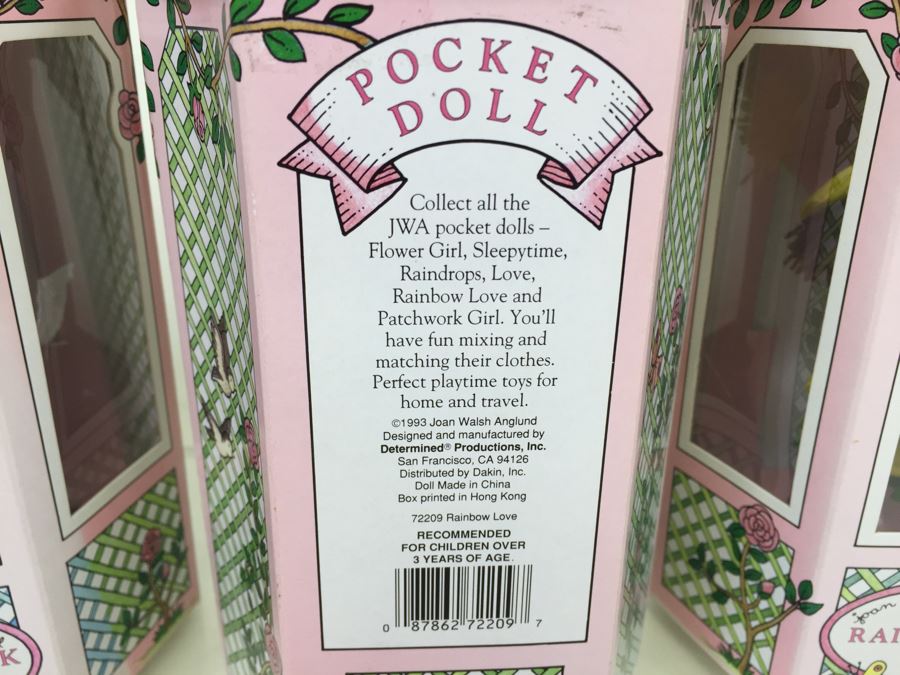 POCKET
DOLL
Collect all the
JWA pocket dolls –
Flower Girl, Sleepytime,
Raindrops, Love,
Rainbow Love and
Patchwork Girl. You'll
have fun mixing and
matching their clothes.
Perfect playtime toys for
home and travel.
©1993 Joan Walsh Anglund
Designed and manufactured by
Determined® Productions, Inc.
San Francisco, CA 94126
Distributed by Dakin, Inc.
Doll Made in China
Box printed in Hong Kong
72209 Rainbow Love
RECOMMENDED
FOR CHILDREN OVER
3 YEARS OF AGE.
0 87862 72209 7
joan